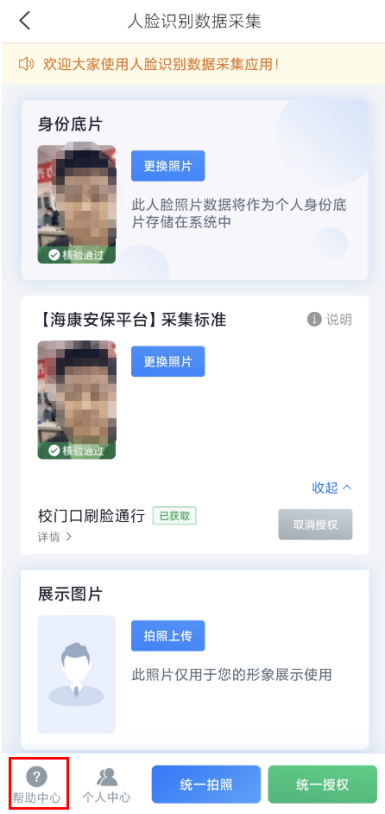 人脸识别数据采集
欢迎大家使用人脸识别数据采集应用！
身份底片
更换照片
此人脸照片数据将作为个人身份底
片存储在系统中
核验通过
【海康安保平台】采集标准
说明
更换照片
核验通过
收起
校门口刷脸通行 已获取
取消授权
详情 >
展示图片
拍照上传
此照片仅用于您的形象展示使用
帮助中心
个人中心
统一拍照
统一授权